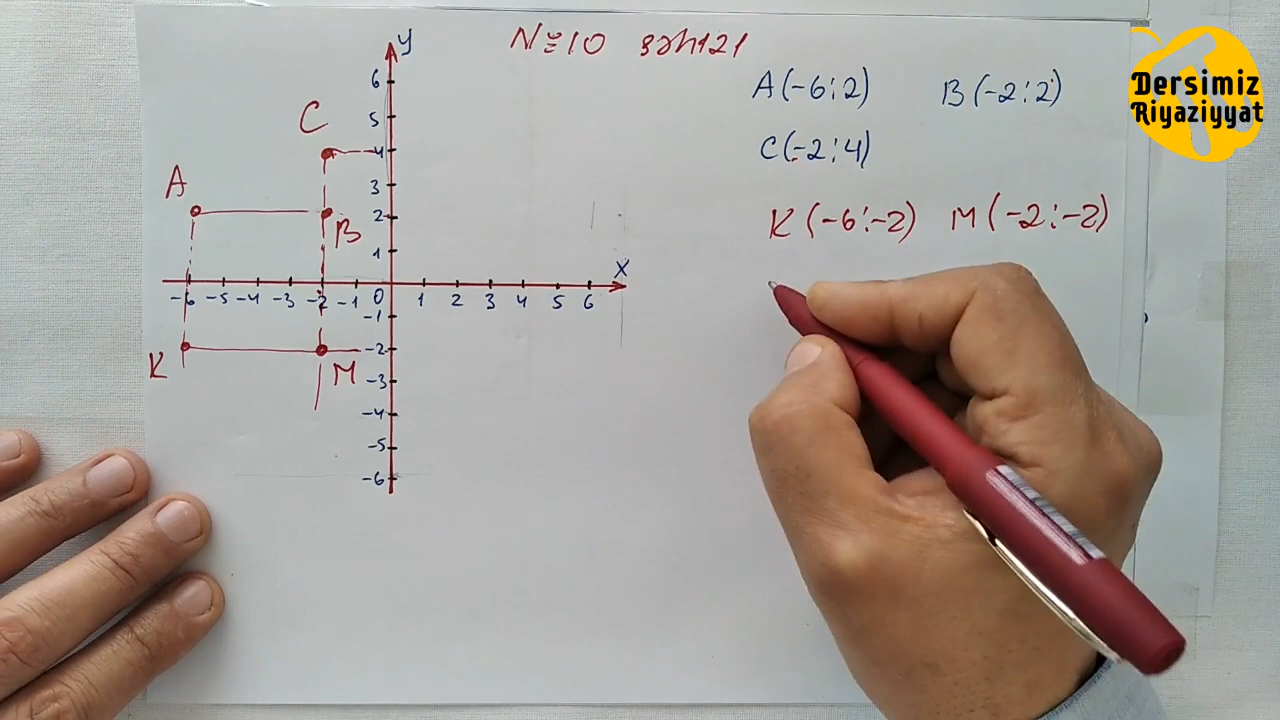 №10 səh121
A(-6;2) B(-2;2)
C(-2;4)
K(-6;-2) M(-2;-2)
Dersimiz
Riyaziyyat
y
6
5
C
4
3
A
2
B
1
x
-6 -5 -4 -3 -2 -1 0 1 2 3 4 5 6
-1
-2
K
M
-3
-4
-5
-6